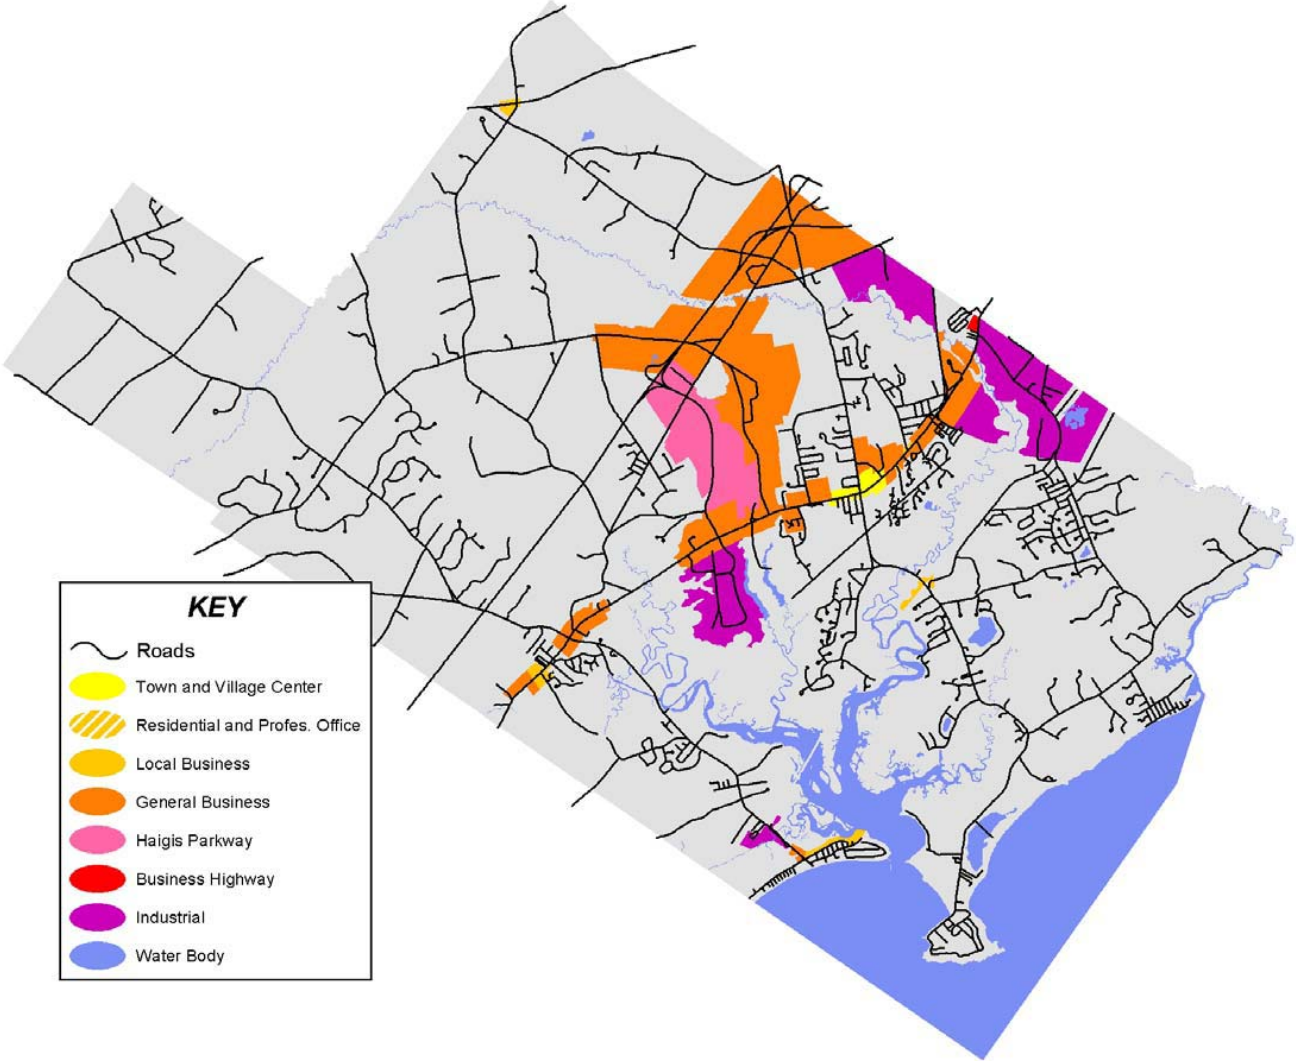 KEY
Roads
Town and Village Center
Residential and Profes. Office
Local Business
General Business
Haigis Parkway
Business Highway
Industrial
Water Body